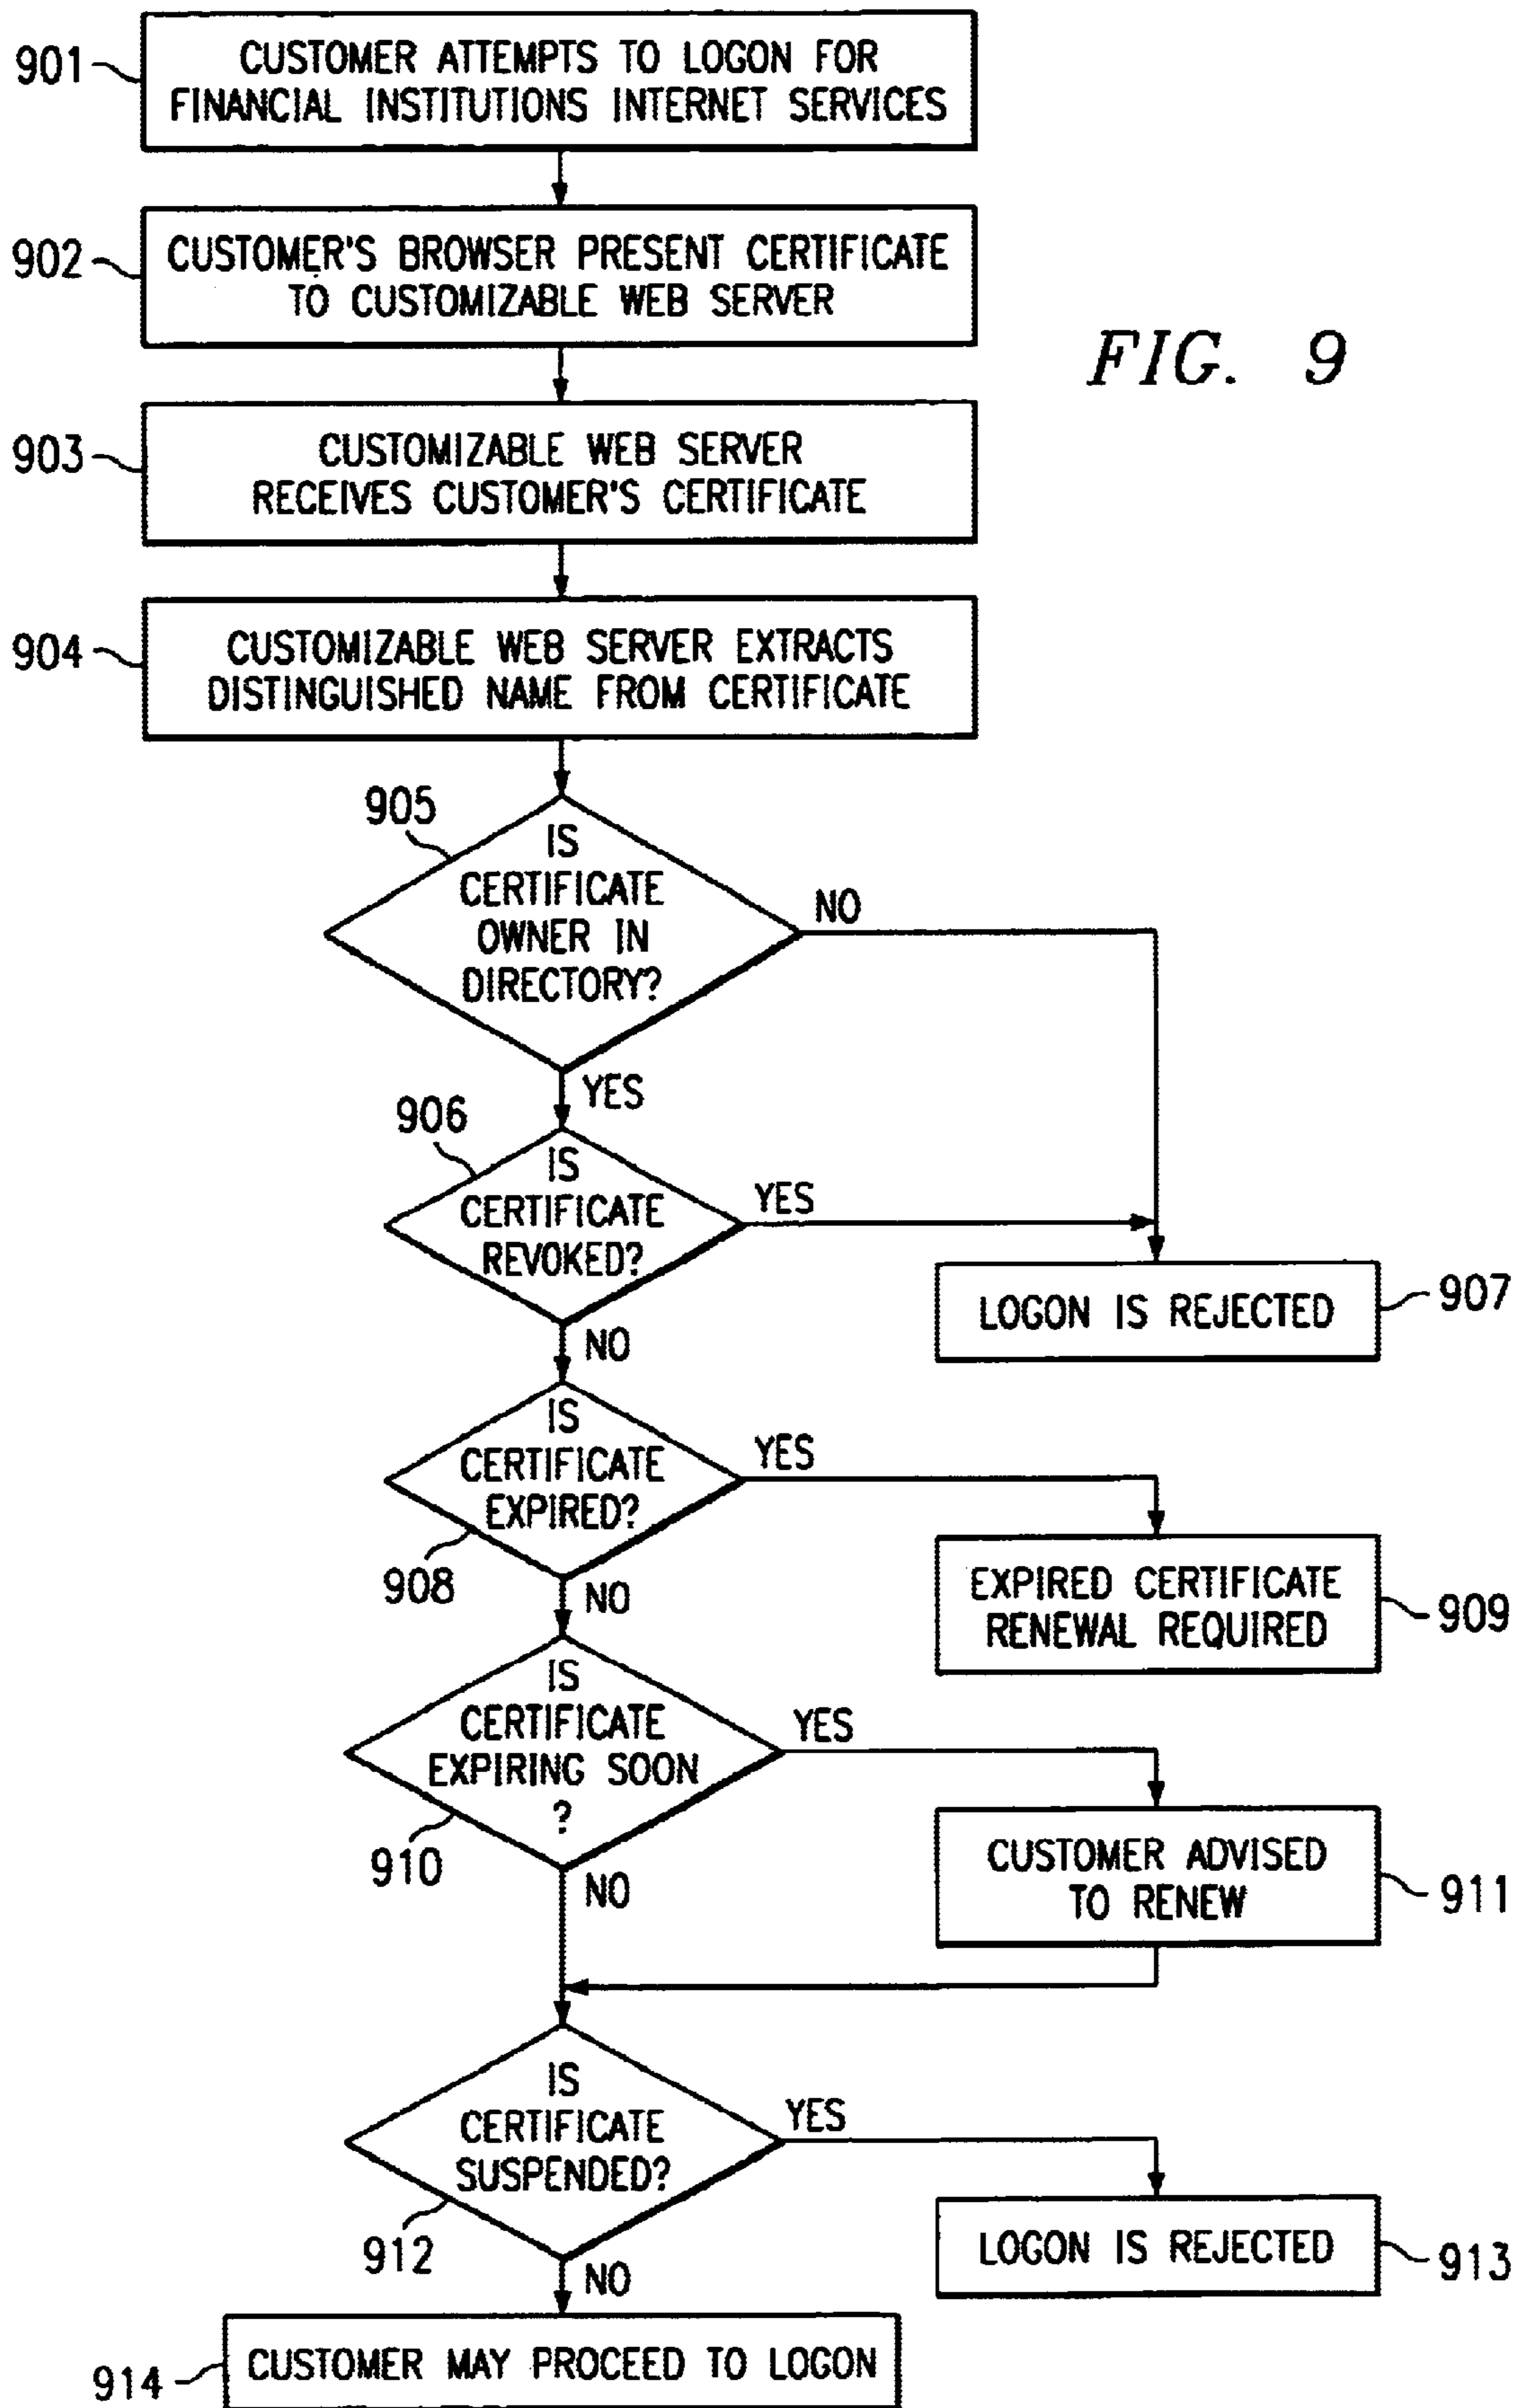 901
CUSTOMER ATTEMPTS TO LOGON FOR
FINANCIAL INSTITUTIONS INTERNET SERVICES
902
CUSTOMER'S BROWSER PRESENT CERTIFICATE
TO CUSTOMIZABLE WEB SERVER
FIG. 9
903
CUSTOMIZABLE WEB SERVER
RECEIVES CUSTOMER'S CERTIFICATE
904
CUSTOMIZABLE WEB SERVER EXTRACTS
DISTINGUISHED NAME FROM CERTIFICATE
905
IS
CERTIFICATE
OWNER IN
DIRECTORY?
NO
YES
906
IS
CERTIFICATE
REVOKED?
YES
NO
LOGON IS REJECTED
907
IS
CERTIFICATE
EXPIRED?
YES
908
NO
EXPIRED CERTIFICATE
RENEWAL REQUIRED
909
IS
CERTIFICATE
EXPIRING SOON
?
YES
910
NO
CUSTOMER ADVISED
TO RENEW
911
IS
CERTIFICATE
SUSPENDED?
YES
912
NO
LOGON IS REJECTED
913
914
CUSTOMER MAY PROCEED TO LOGON